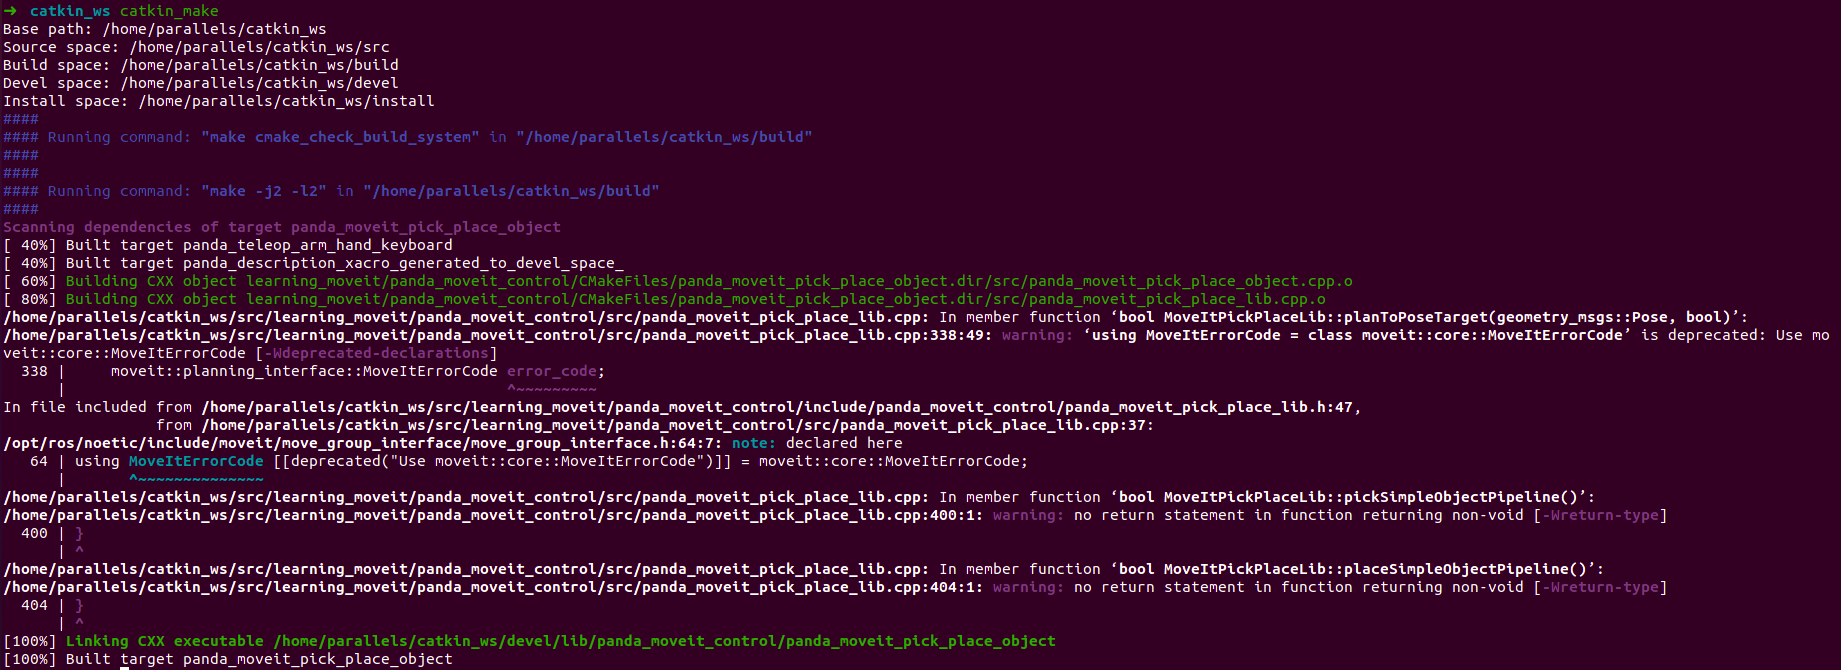 ➜  catkin_ws catkin_make
Base path: /home/parallels/catkin_ws
Source space: /home/parallels/catkin_ws/src
Build space: /home/parallels/catkin_ws/build
Devel space: /home/parallels/catkin_ws/devel
Install space: /home/parallels/catkin_ws/install
####
#### Running command: "make cmake_check_build_system" in "/home/parallels/catkin_ws/build"
####
####
#### Running command: "make -j2 -l2" in "/home/parallels/catkin_ws/build"
####
Scanning dependencies of target panda_moveit_pick_place_object
[ 40%] Built target panda_teleop_arm_hand_keyboard
[ 40%] Built target panda_description_xacro_generated_to_devel_space_
[ 60%] Building CXX object learning_moveit/panda_moveit_control/CMakeFiles/panda_moveit_pick_place_object.dir/src/panda_moveit_pick_place_object.cpp.o
[ 80%] Building CXX object learning_moveit/panda_moveit_control/CMakeFiles/panda_moveit_pick_place_object.dir/src/panda_moveit_pick_place_lib.cpp.o
/home/parallels/catkin_ws/src/learning_moveit/panda_moveit_control/src/panda_moveit_pick_place_lib.cpp: In member function ‘bool MoveItPickPlaceLib::planToPoseTarget(geometry_msgs::Pose, bool)’:
/home/parallels/catkin_ws/src/learning_moveit/panda_moveit_control/src/panda_moveit_pick_place_lib.cpp:338:49: warning: ‘using MoveItErrorCode = class moveit::core::MoveItErrorCode’ is deprecated: Use mo
veit::core::MoveItErrorCode [-Wdeprecated-declarations]
  338 |     moveit::planning_interface::MoveItErrorCode error_code;
      |                                                 ^~~~~~~~~~
In file included from /home/parallels/catkin_ws/src/learning_moveit/panda_moveit_control/include/panda_moveit_control/panda_moveit_pick_place_lib.h:47,
                 from /home/parallels/catkin_ws/src/learning_moveit/panda_moveit_control/src/panda_moveit_pick_place_lib.cpp:37:
/opt/ros/noetic/include/moveit/move_group_interface/move_group_interface.h:64:7: note: declared here
   64 | using MoveItErrorCode [[deprecated("Use moveit::core::MoveItErrorCode")]] = moveit::core::MoveItErrorCode;
      |       ^~~~~~~~~~~~~~~
/home/parallels/catkin_ws/src/learning_moveit/panda_moveit_control/src/panda_moveit_pick_place_lib.cpp: In member function ‘bool MoveItPickPlaceLib::pickSimpleObjectPipeline()’:
/home/parallels/catkin_ws/src/learning_moveit/panda_moveit_control/src/panda_moveit_pick_place_lib.cpp:400:1: warning: no return statement in function returning non-void [-Wreturn-type]
  400 | }
      | ^
/home/parallels/catkin_ws/src/learning_moveit/panda_moveit_control/src/panda_moveit_pick_place_lib.cpp: In member function ‘bool MoveItPickPlaceLib::placeSimpleObjectPipeline()’:
/home/parallels/catkin_ws/src/learning_moveit/panda_moveit_control/src/panda_moveit_pick_place_lib.cpp:404:1: warning: no return statement in function returning non-void [-Wreturn-type]
  404 | }
      | ^
[100%] Linking CXX executable /home/parallels/catkin_ws/devel/lib/panda_moveit_control/panda_moveit_pick_place_object
[100%] Built target panda_moveit_pick_place_object